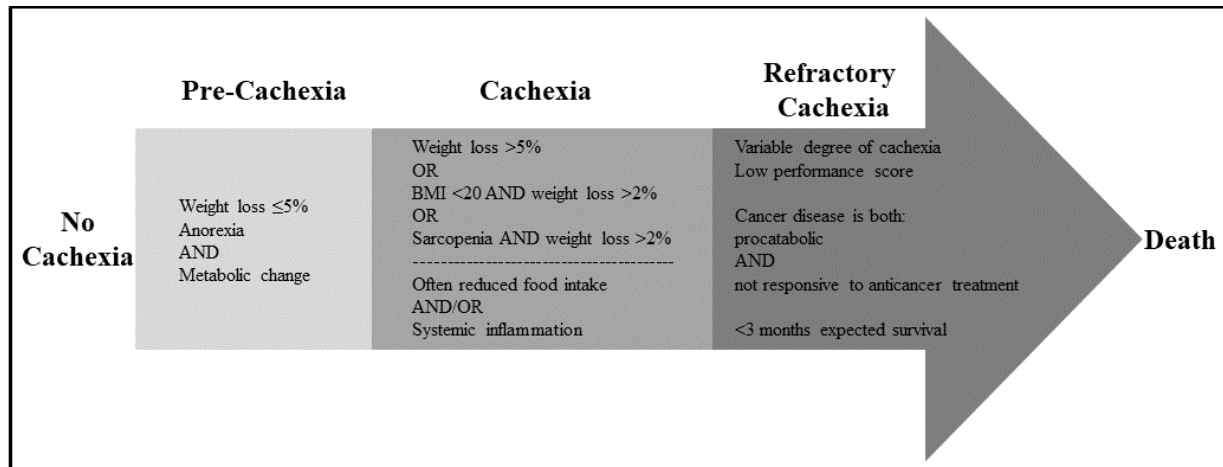 No
Cachexia
Pre-Cachexia
Weight loss ≤5%
Anorexia
AND
Metabolic change
Cachexia
Weight loss >5%
OR
BMI <20 AND weight loss >2%
OR
Sarcopenia AND weight loss >2%
----------------------------------------
Often reduced food intake
AND/OR
Systemic inflammation
Refractory
Cachexia
Variable degree of cachexia
Low performance score
Cancer disease is both:
procatabolic
AND
not responsive to anticancer treatment
<3 months expected survival
Death